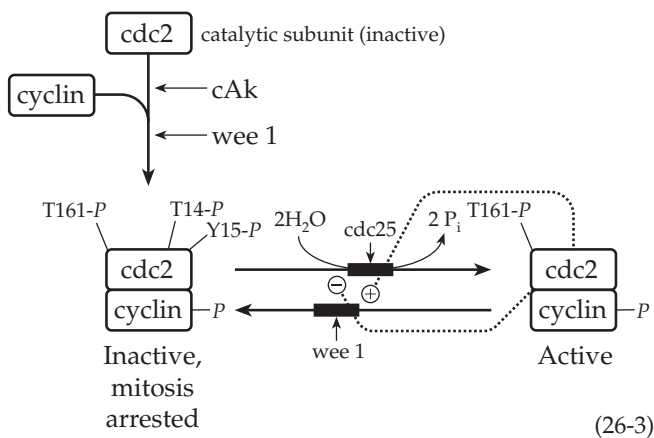 cdc2 catalytic subunit (inactive)
cyclin
cAk
wee 1
T161-P T14-P
Y15-P
cdc2
cyclin -P
Inactive,
mitosis
arrested
2H₂O cdc25 2 Pᵢ
−
+
wee 1
T161-P
cdc2
cyclin -P
Active
(26-3)